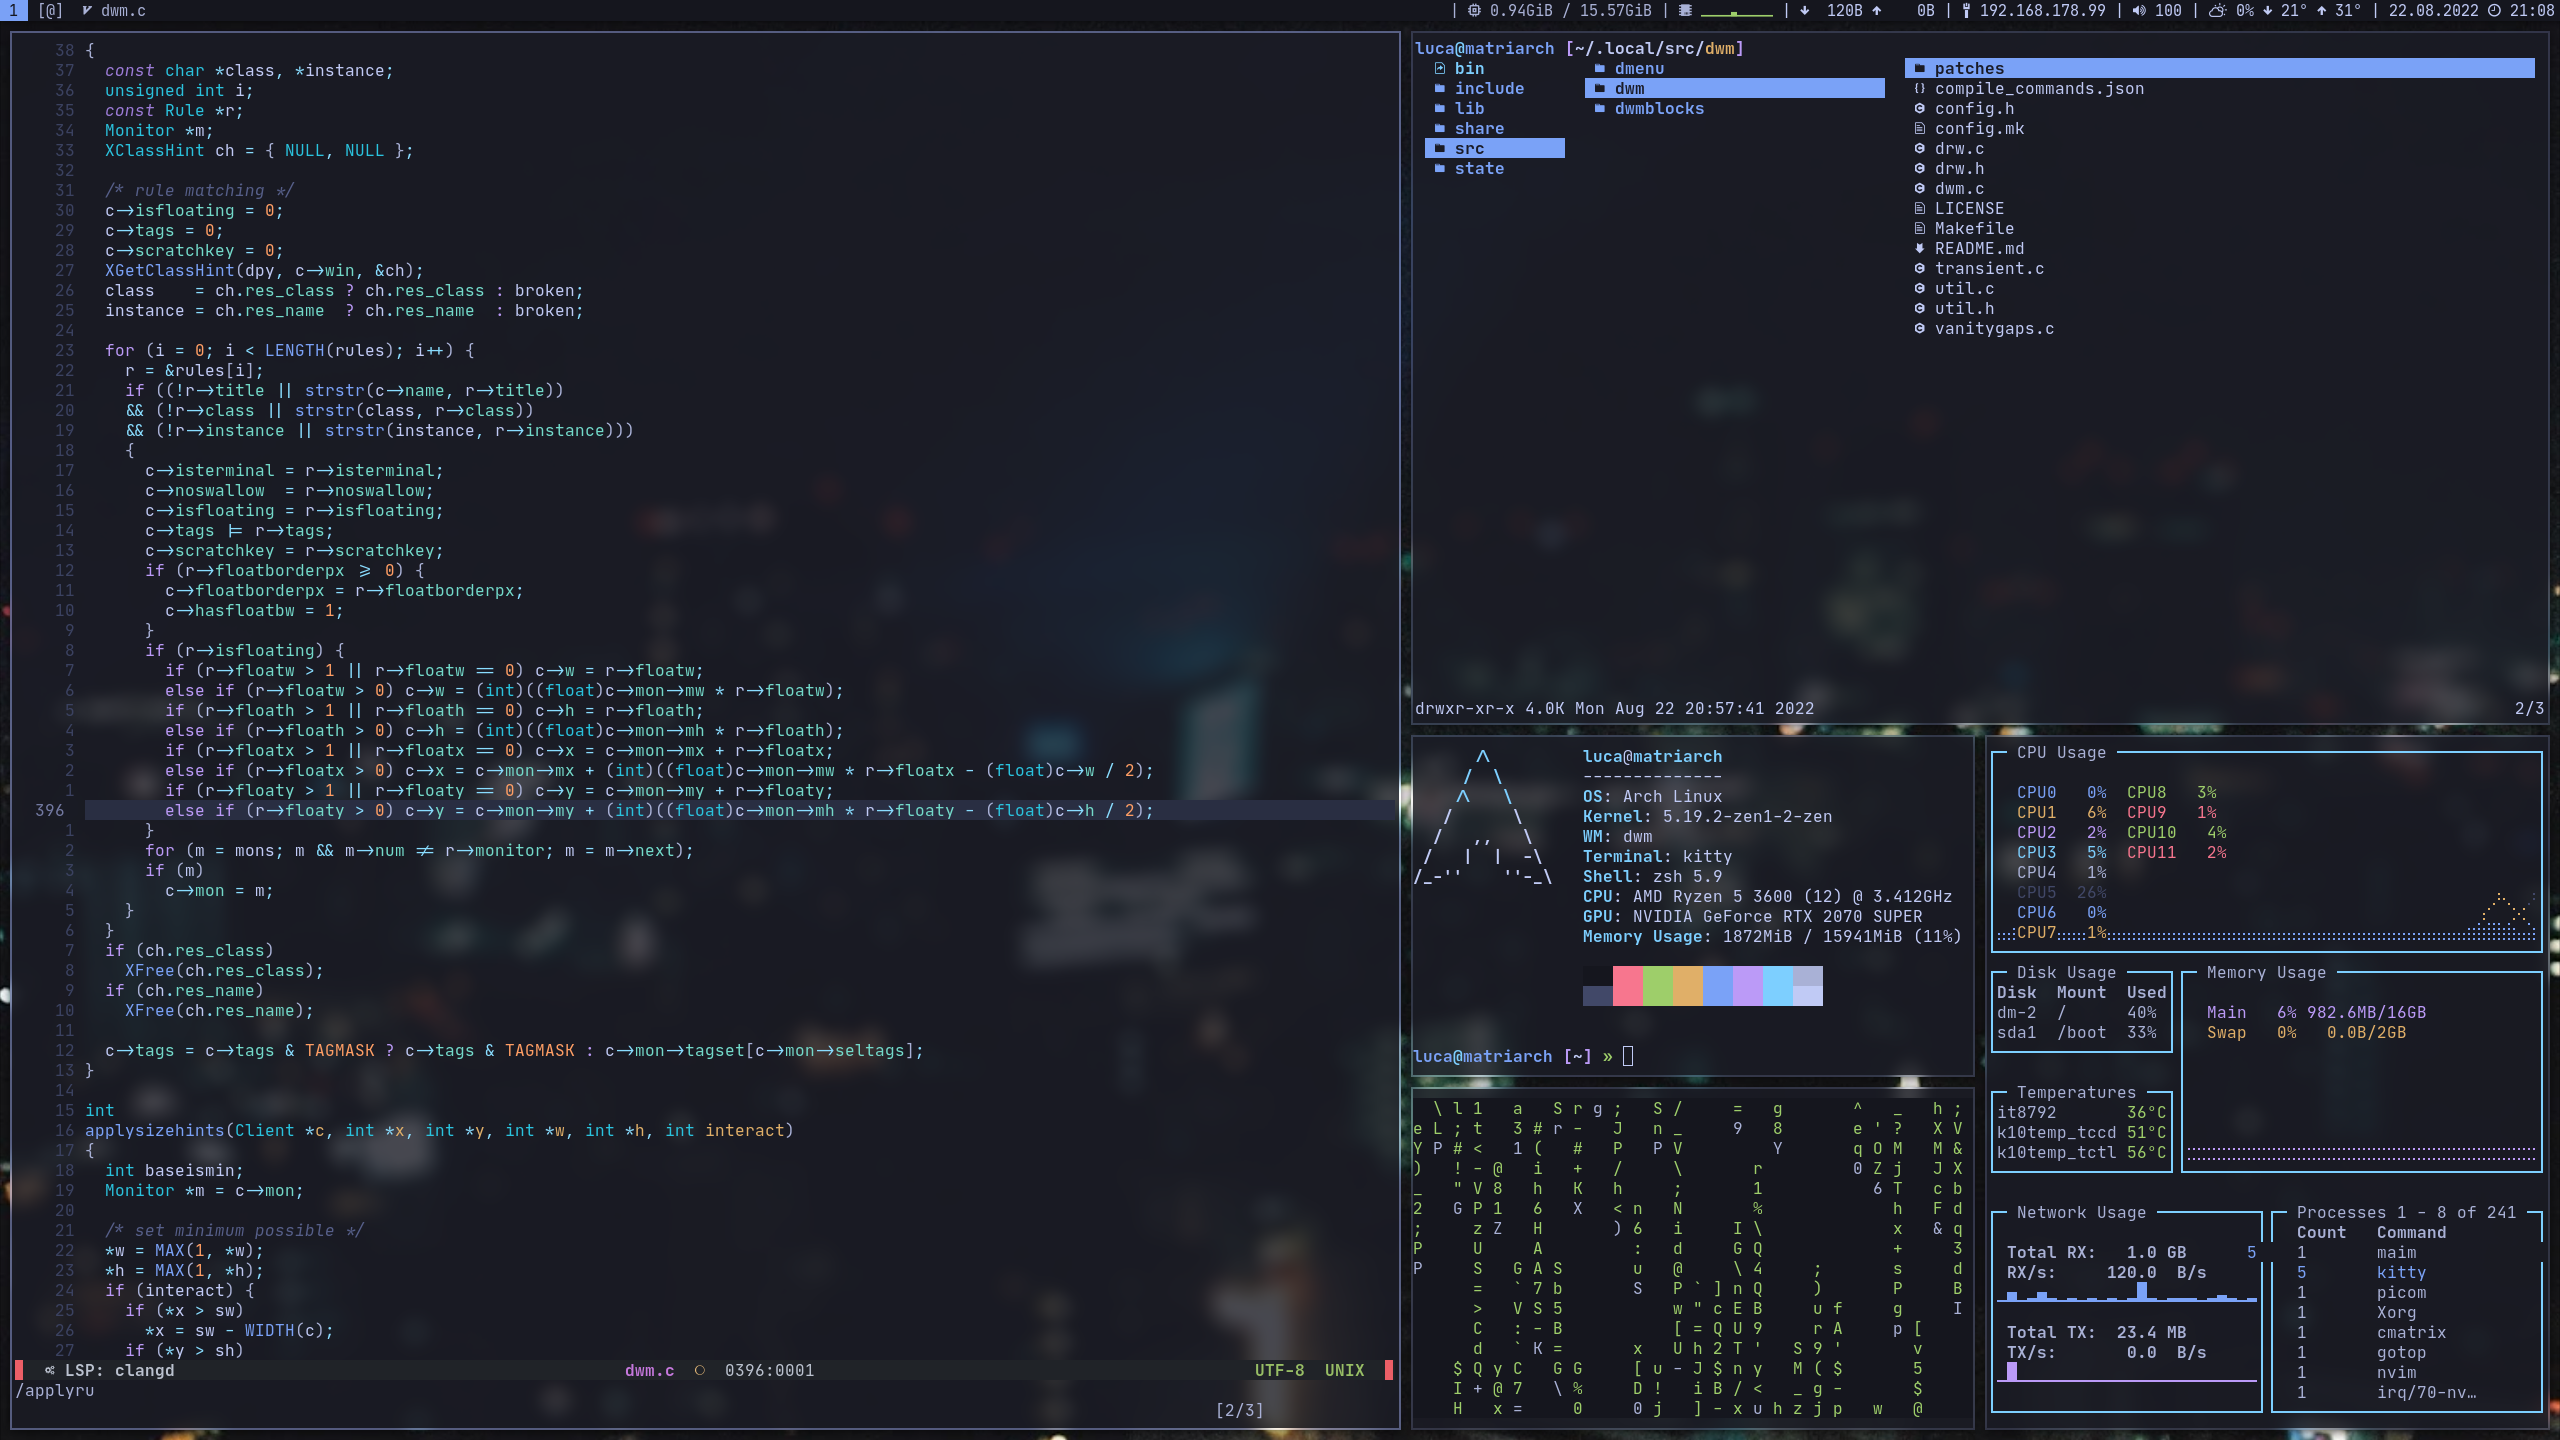 1 [@] dwm.c
| 0.94GiB / 15.57GiB | | 120B 0B | 192.168.178.99 | 100 | 0% 21° 31° | 22.08.2022 21:08
38 {
37   const char *class, *instance;
36   unsigned int i;
35   const Rule *r;
34   Monitor *m;
33   XClassHint ch = { NULL, NULL };
32
31   /* rule matching */
30   c->isfloating = 0;
29   c->tags = 0;
28   c->scratchkey = 0;
27   XGetClassHint(dpy, c->win, &ch);
26   class    = ch.res_class ? ch.res_class : broken;
25   instance = ch.res_name  ? ch.res_name  : broken;
24
23   for (i = 0; i < LENGTH(rules); i++) {
22     r = &rules[i];
21     if ((!r->title || strstr(c->name, r->title))
20     && (!r->class || strstr(class, r->class))
19     && (!r->instance || strstr(instance, r->instance)))
18     {
17       c->isterminal = r->isterminal;
16       c->noswallow  = r->noswallow;
15       c->isfloating = r->isfloating;
14       c->tags |= r->tags;
13       c->scratchkey = r->scratchkey;
12       if (r->floatborderpx >= 0) {
11         c->floatborderpx = r->floatborderpx;
10         c->hasfloatbw = 1;
9       }
8       if (r->isfloating) {
7         if (r->floatw > 1 || r->floatw == 0) c->w = r->floatw;
6         else if (r->floatw > 0) c->w = (int)((float)c->mon->mw * r->floatw);
5         if (r->floath > 1 || r->floath == 0) c->h = r->floath;
4         else if (r->floath > 0) c->h = (int)((float)c->mon->mh * r->floath);
3         if (r->floatx > 1 || r->floatx == 0) c->x = c->mon->mx + r->floatx;
2         else if (r->floatx > 0) c->x = c->mon->mx + (int)((float)c->mon->mw * r->floatx - (float)c->w / 2);
1         if (r->floaty > 1 || r->floaty == 0) c->y = c->mon->my + r->floaty;
396         else if (r->floaty > 0) c->y = c->mon->my + (int)((float)c->mon->mh * r->floaty - (float)c->h / 2);
1       }
2       for (m = mons; m && m->num != r->monitor; m = m->next);
3       if (m)
4         c->mon = m;
5     }
6   }
7   if (ch.res_class)
8     XFree(ch.res_class);
9   if (ch.res_name)
10     XFree(ch.res_name);
11
12   c->tags = c->tags & TAGMASK ? c->tags & TAGMASK : c->mon->tagset[c->mon->seltags];
13 }
14
15 int
16 applysizehints(Client *c, int *x, int *y, int *w, int *h, int interact)
17 {
18   int baseismin;
19   Monitor *m = c->mon;
20
21   /* set minimum possible */
22   *w = MAX(1, *w);
23   *h = MAX(1, *h);
24   if (interact) {
25     if (*x > sw)
26       *x = sw - WIDTH(c);
27     if (*y > sh)
LSP: clangd dwm.c 0396:0001 UTF-8 UNIX
/applyru
[2/3]
luca@matriarch [~/.local/src/dwm]
bin dmenu patches
include dwm compile_commands.json
lib dwmblocks config.h
share config.mk
src drw.c
state drw.h
dwm.c
LICENSE
Makefile
README.md
transient.c
util.c
util.h
vanitygaps.c
drwxr-xr-x 4.0K Mon Aug 22 20:57:41 2022 2/3
      ^
     / \
    ^   \
   /      \
  /   ,,   \
 /   |  |  -\
/_-''    ''-_\
luca@matriarch
--------------
OS: Arch Linux
Kernel: 5.19.2-zen1-2-zen
WM: dwm
Terminal: kitty
Shell: zsh 5.9
CPU: AMD Ryzen 5 3600 (12) @ 3.412GHz
GPU: NVIDIA GeForce RTX 2070 SUPER
Memory Usage: 1872MiB / 15941MiB (11%)
luca@matriarch [~] »
\ l 1 a S r g ; S / = g ^ _ h ;
e L ; t 3 # r - J n _ 9 8 e ' ? X V
Y P # < 1 ( # P P V Y q O M M &
) ! - @ i + / \ r 0 Z j J X
_ " V 8 h K h ; 1 6 T c b
2 G P 1 6 X < n N % h F d
; z Z H ) 6 i I \ x & q
P U A : d G Q + 3
P S G A S u @ \ 4 ; s d
= ` 7 b S P ` ] n Q ) P B
> V S 5 w " c E B u f g I
C : - B [ = Q U 9 r A p [
d ` K = x U h 2 T ' S 9 ' v
$ Q y C G G [ u - J $ n y M ( $ 5
I + @ 7 \ % D ! i B / < _ g - $
H x = 0 0 j ] - x u h z j p w @
CPU Usage
CPU0 0% CPU8 3%
CPU1 6% CPU9 1%
CPU2 2% CPU10 4%
CPU3 5% CPU11 2%
CPU4 1%
CPU5 26%
CPU6 0%
CPU7 1%
Disk Usage
Disk Mount Used
dm-2 / 40%
sda1 /boot 33%
Memory Usage
Main 6% 982.6MB/16GB
Swap 0% 0.0B/2GB
Temperatures
it8792 36°C
k10temp_tccd 51°C
k10temp_tctl 56°C
Network Usage
Total RX: 1.0 GB 5
RX/s: 120.0 B/s
Total TX: 23.4 MB
TX/s: 0.0 B/s
Processes 1 - 8 of 241
Count Command
1 maim
5 kitty
1 picom
1 Xorg
1 cmatrix
1 gotop
1 nvim
1 irq/70-nv…